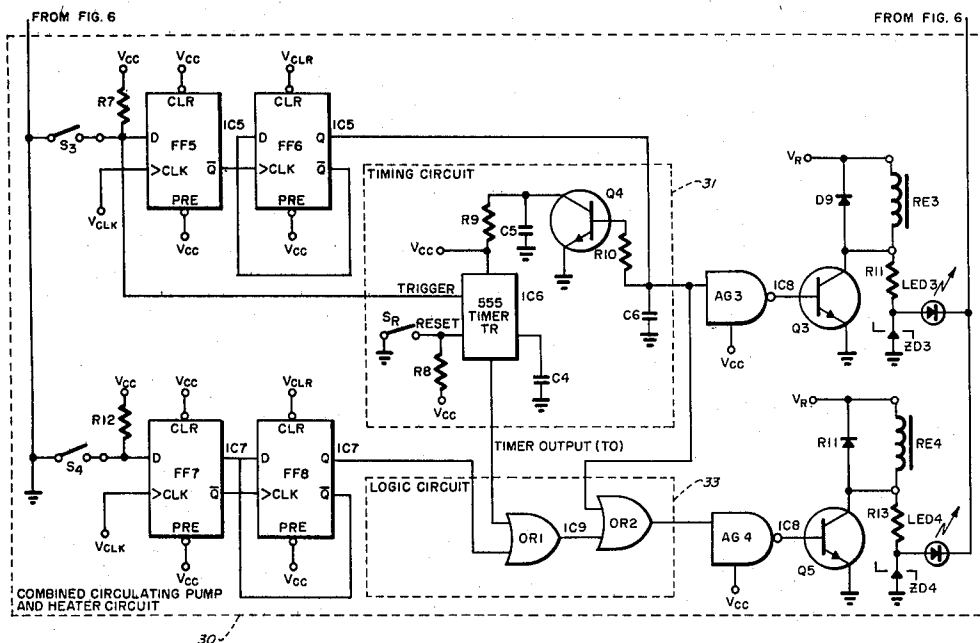 FROM FIG. 6
FROM FIG. 6
VCC
VCC
VCLR
R7
CLR
CLR
IC5
IC5
S3
D
FF5
D
Q
FF6
>CLK
Q̅
>CLK
Q̅
PRE
PRE
VCLK
VCC
VCC
TIMING CIRCUIT
31
Q4
R9
C5
R10
VCC
TRIGGER
555
TIMER
TR
IC6
SR
RESET
R8
VCC
C4
C6
AG3
IC8
VCC
VR
D9
RE3
R11
LED3
Q3
ZD3
VCC
VCC
VCLR
R12
CLR
CLR
IC7
IC7
S4
D
FF7
D
Q
FF8
>CLK
Q̅
>CLK
Q̅
PRE
PRE
VCLK
VCC
VCC
TIMER OUTPUT (TO)
LOGIC CIRCUIT
33
OR1
IC9
OR2
AG4
IC8
VCC
VR
R11
RE4
R13
LED4
Q5
ZD4
COMBINED CIRCULATING PUMP
AND HEATER CIRCUIT
30